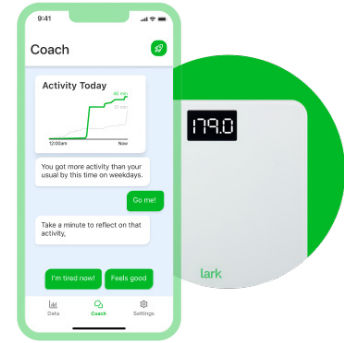 9:41
Coach
Activity Today
86 min
12:00am
Now
You got more activity than your
usual by this time on weekdays.
Go me!
Take a minute to reflect on that
activity,
I'm tired now!
Feels good
Data
Coach
Settings
179.0
lark